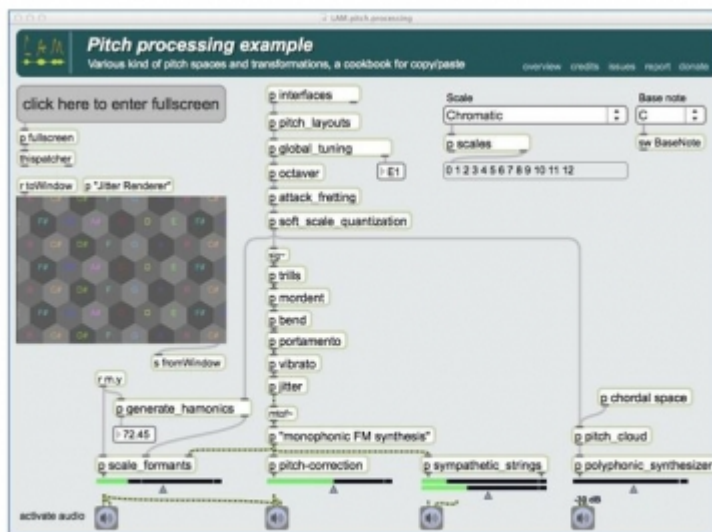 LAM pitch processing
LAM
Pitch processing example
Various kind of pitch spaces and transformations, a cookbook for copy/paste
overview credits issues report donate
click here to enter fullscreen
p fullscreen
thispatcher
r toWindow
p "Jitter Renderer"
s fromWindow
r m.y
p generate_hamonics
72.45
p scale_formants
activate audio
p interfaces
p pitch_layouts
p global_tuning
E1
p octaver
p attack_fretting
p soft_scale_quantization
sig~
p trills
p mordent
p bend
p portamento
p vibrato
p jitter
mtof~
p "monophonic FM synthesis"
p pitch-correction
p sympathetic_strings
Scale
Chromatic
p scales
0 1 2 3 4 5 6 7 8 9 10 11 12
Base note
C
sw BaseNote
p chordal space
p pitch_cloud
p polyphonic_synthesizer